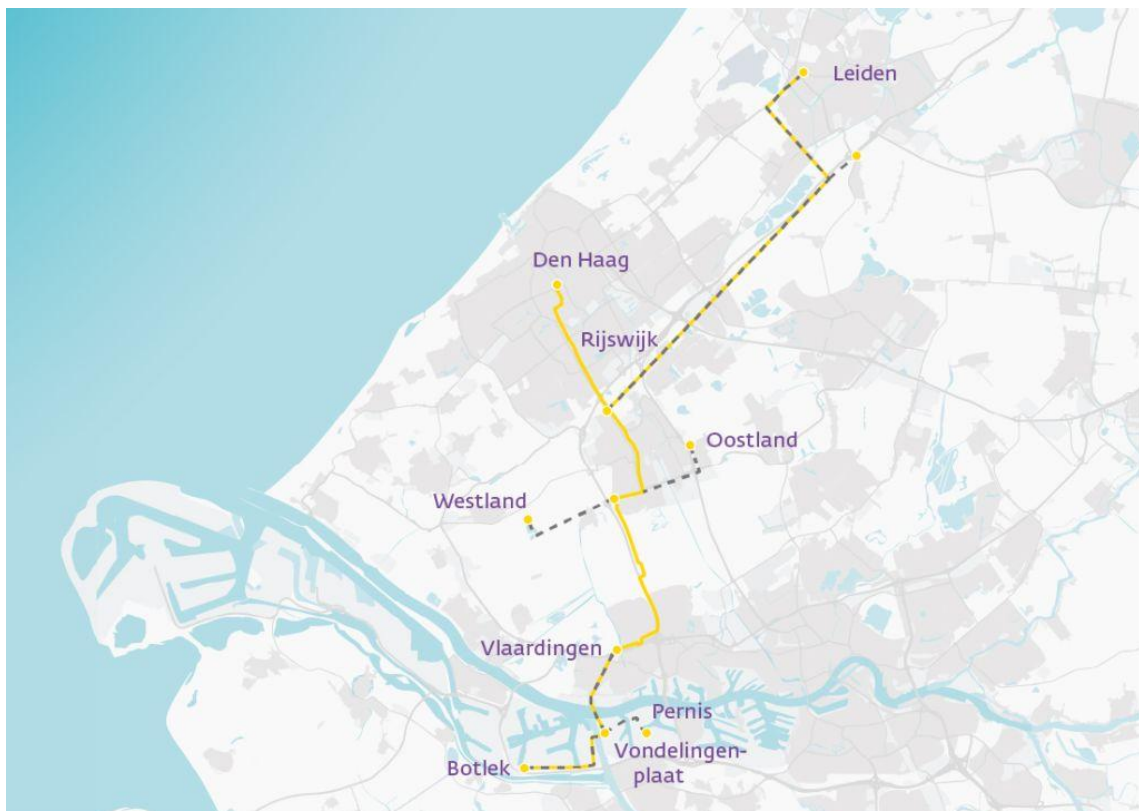 Leiden
Den Haag
Rijswijk
Oostland
Westland
Vlaardingen
Pernis
Vondelingen-
plaat
Botlek